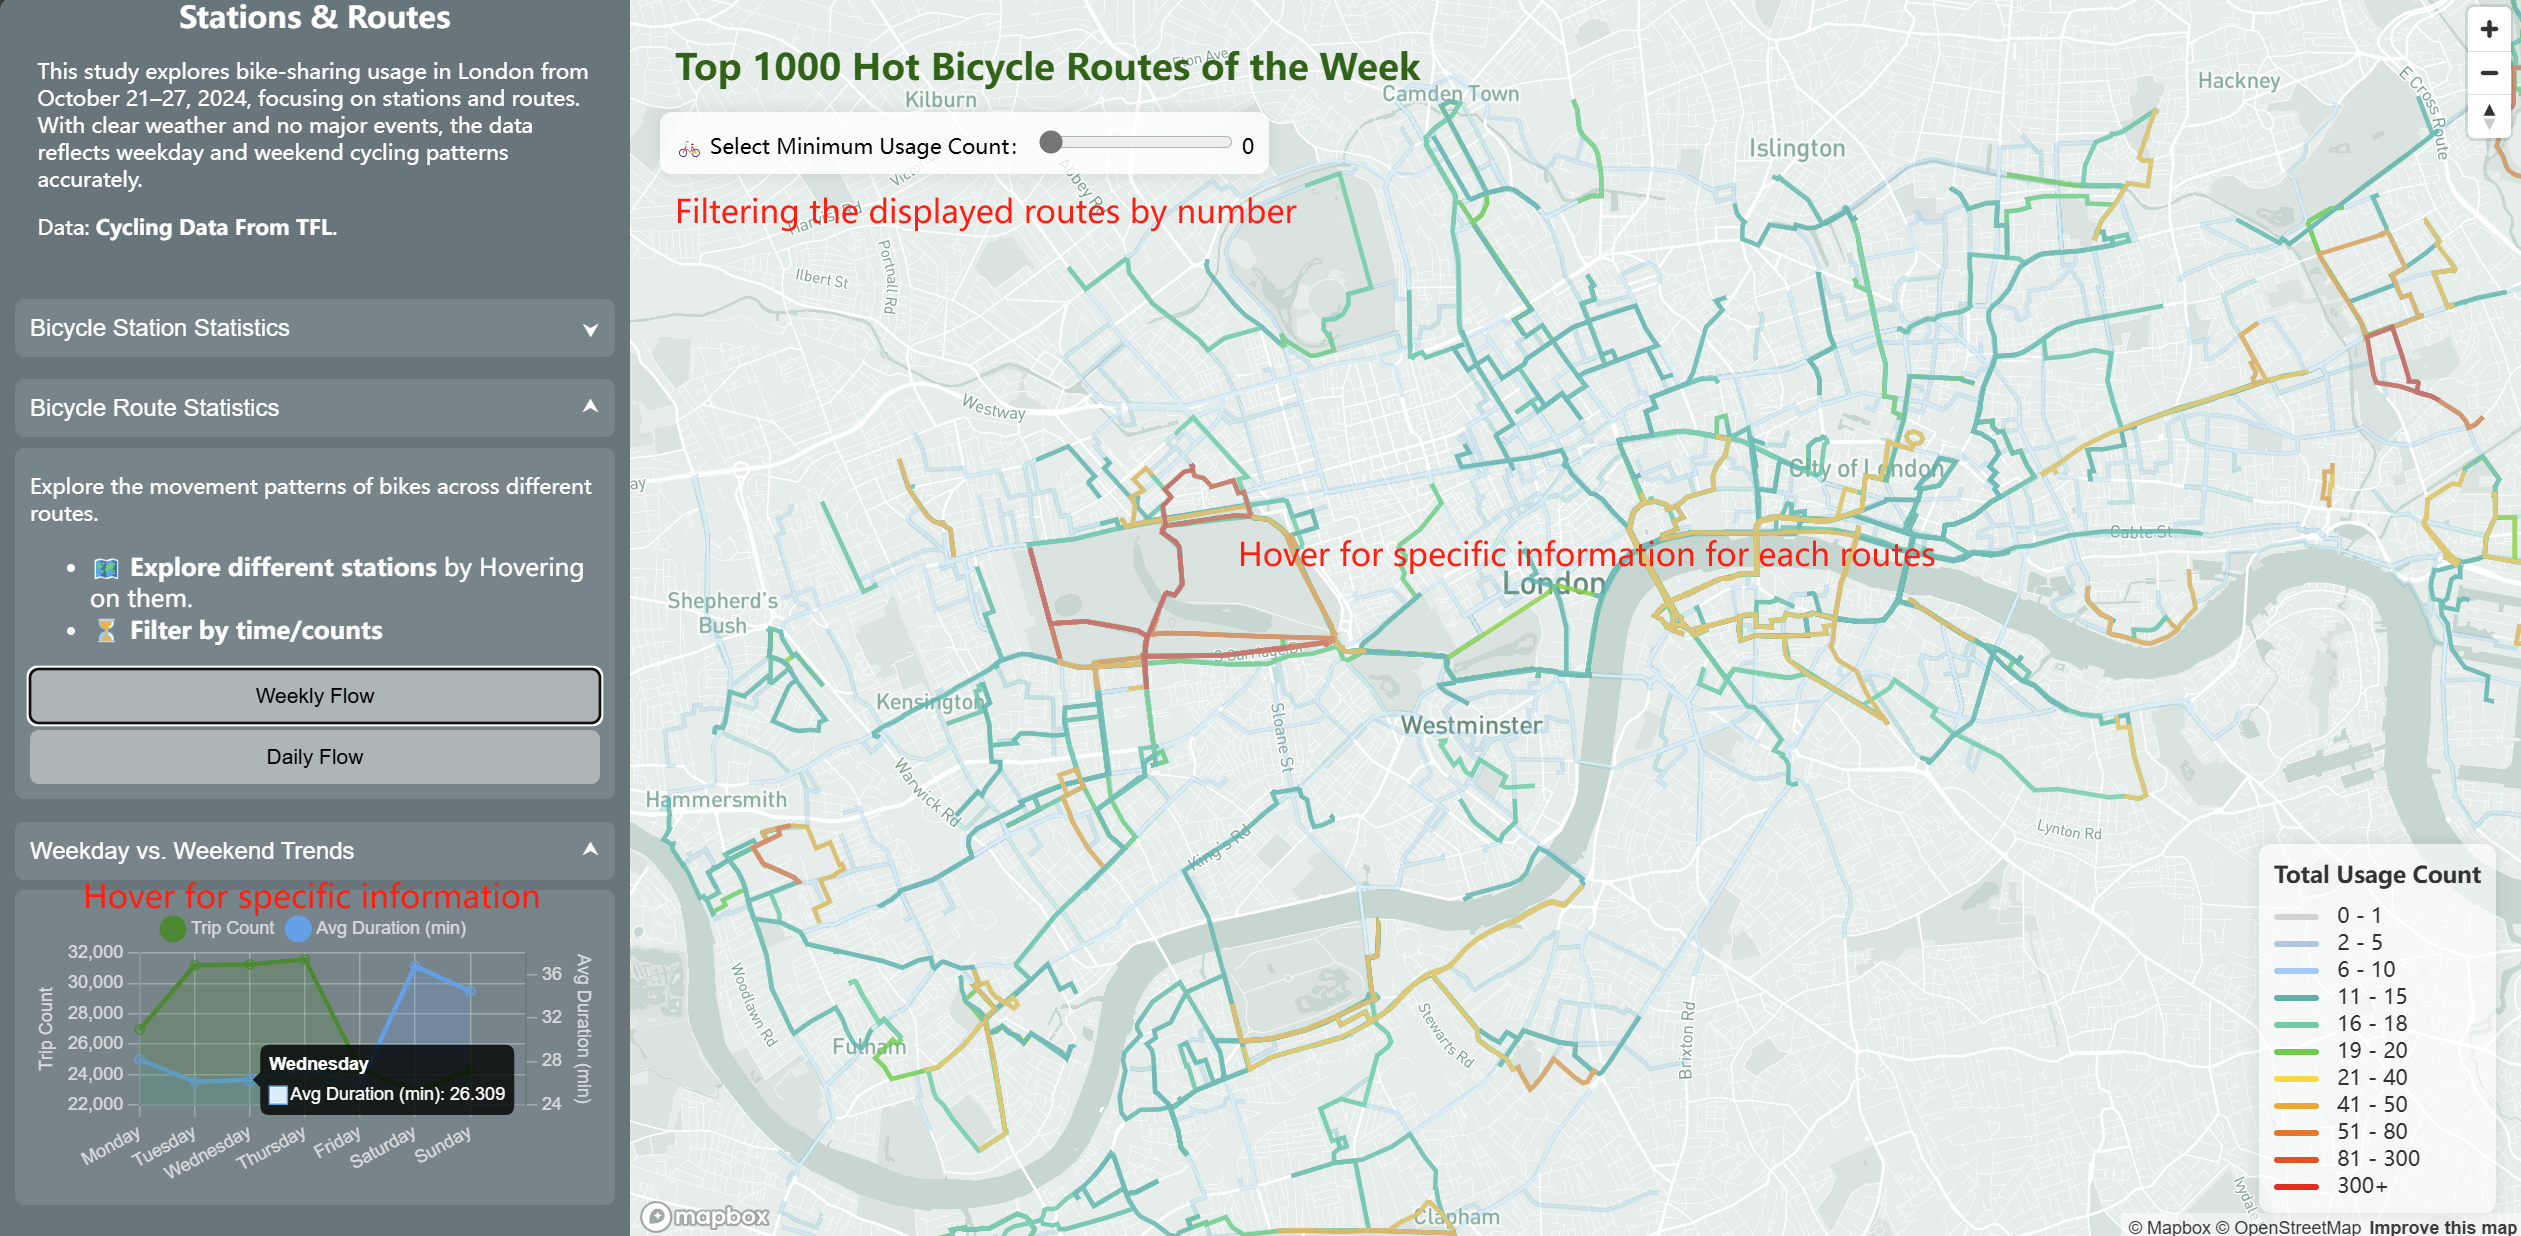 Stations & Routes
This study explores bike-sharing usage in London from
October 21–27, 2024, focusing on stations and routes.
With clear weather and no major events, the data
reflects weekday and weekend cycling patterns
accurately.
Data: Cycling Data From TFL.
Bicycle Station Statistics
Bicycle Route Statistics
Explore the movement patterns of bikes across different
routes.
• 🗺️ Explore different stations by Hovering
on them.
• ⏳ Filter by time/counts
Weekly Flow
Daily Flow
Weekday vs. Weekend Trends
Hover for specific information
Trip Count
Avg Duration (min)
32,000
30,000
28,000
26,000
24,000
22,000
Trip Count
36
32
28
24
Avg Duration (min)
Wednesday
Avg Duration (min): 26.309
Monday
Tuesday
Wednesday
Thursday
Friday
Saturday
Sunday
Top 1000 Hot Bicycle Routes of the Week
🚲 Select Minimum Usage Count:
0
Filtering the displayed routes by number
Hover for specific information for each routes
Kilburn
Camden Town
Hackney
E Cross Route
Islington
Abbey Rd
Harris Rd
Portnall Rd
Ilbert St
Westway
City of London
Cable St
Shepherd's
Bush
London
S Carriage Dr
Kensington
Sloane St
Westminster
Warwick Rd
Hammersmith
King's Rd
Lynton Rd
Woodlawn Rd
Fulham
Stewarts Rd
Brixton Rd
Clapham
Total Usage Count
0 - 1
2 - 5
6 - 10
11 - 15
16 - 18
19 - 20
21 - 40
41 - 50
51 - 80
81 - 300
300+
mapbox
© Mapbox © OpenStreetMap Improve this map